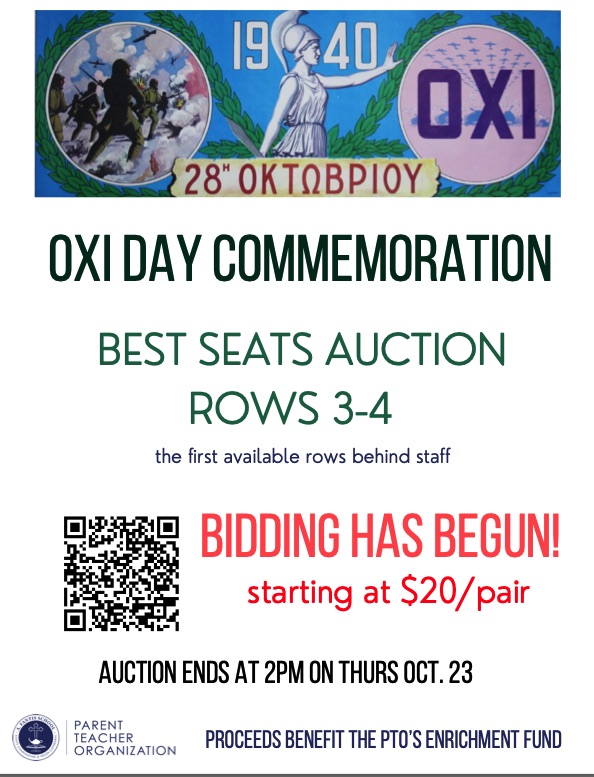 19 40
OXI
28Η ΟΚΤΩΒΡΙΟΥ
OXI DAY COMMEMORATION
BEST SEATS AUCTION
ROWS 3-4
the first available rows behind staff
BIDDING HAS BEGUN!
starting at $20/pair
AUCTION ENDS AT 2PM ON THURS OCT. 23
PARENT
TEACHER
ORGANIZATION
PROCEEDS BENEFIT THE PTO'S ENRICHMENT FUND